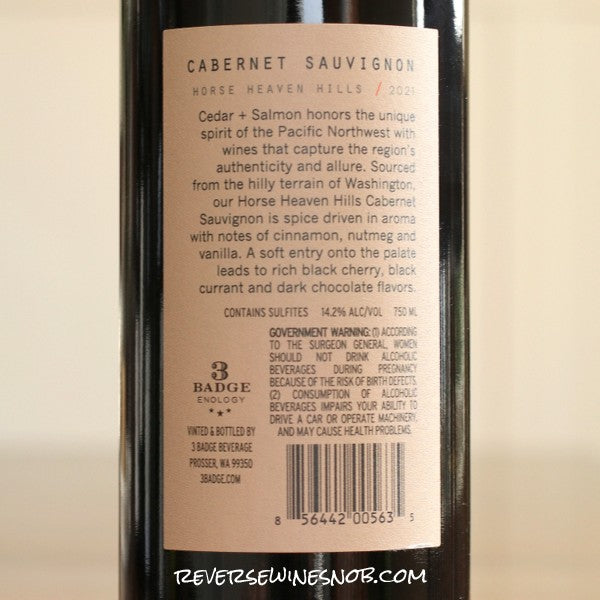 CABERNET SAUVIGNON
HORSE HEAVEN HILLS / 2021
Cedar + Salmon honors the unique
spirit of the Pacific Northwest with
wines that capture the region's
authenticity and allure. Sourced
from the hilly terrain of Washington,
our Horse Heaven Hills Cabernet
Sauvignon is spice driven in aroma
with notes of cinnamon, nutmeg and
vanilla. A soft entry onto the palate
leads to rich black cherry, black
currant and dark chocolate flavors.
CONTAINS SULFITES 14.2% ALC/VOL 750 ML
GOVERNMENT WARNING: (1) ACCORDING
TO THE SURGEON GENERAL, WOMEN
SHOULD NOT DRINK ALCOHOLIC
BEVERAGES DURING PREGNANCY
BECAUSE OF THE RISK OF BIRTH DEFECTS.
(2) CONSUMPTION OF ALCOHOLIC
BEVERAGES IMPAIRS YOUR ABILITY TO
DRIVE A CAR OR OPERATE MACHINERY,
AND MAY CAUSE HEALTH PROBLEMS.
3
BADGE
ENOLOGY
VINTED & BOTTLED BY
3 BADGE BEVERAGE
PROSSER, WA 99350
3BADGE.COM
8 56442 00563 5
REVERSEWINESNOB.COM